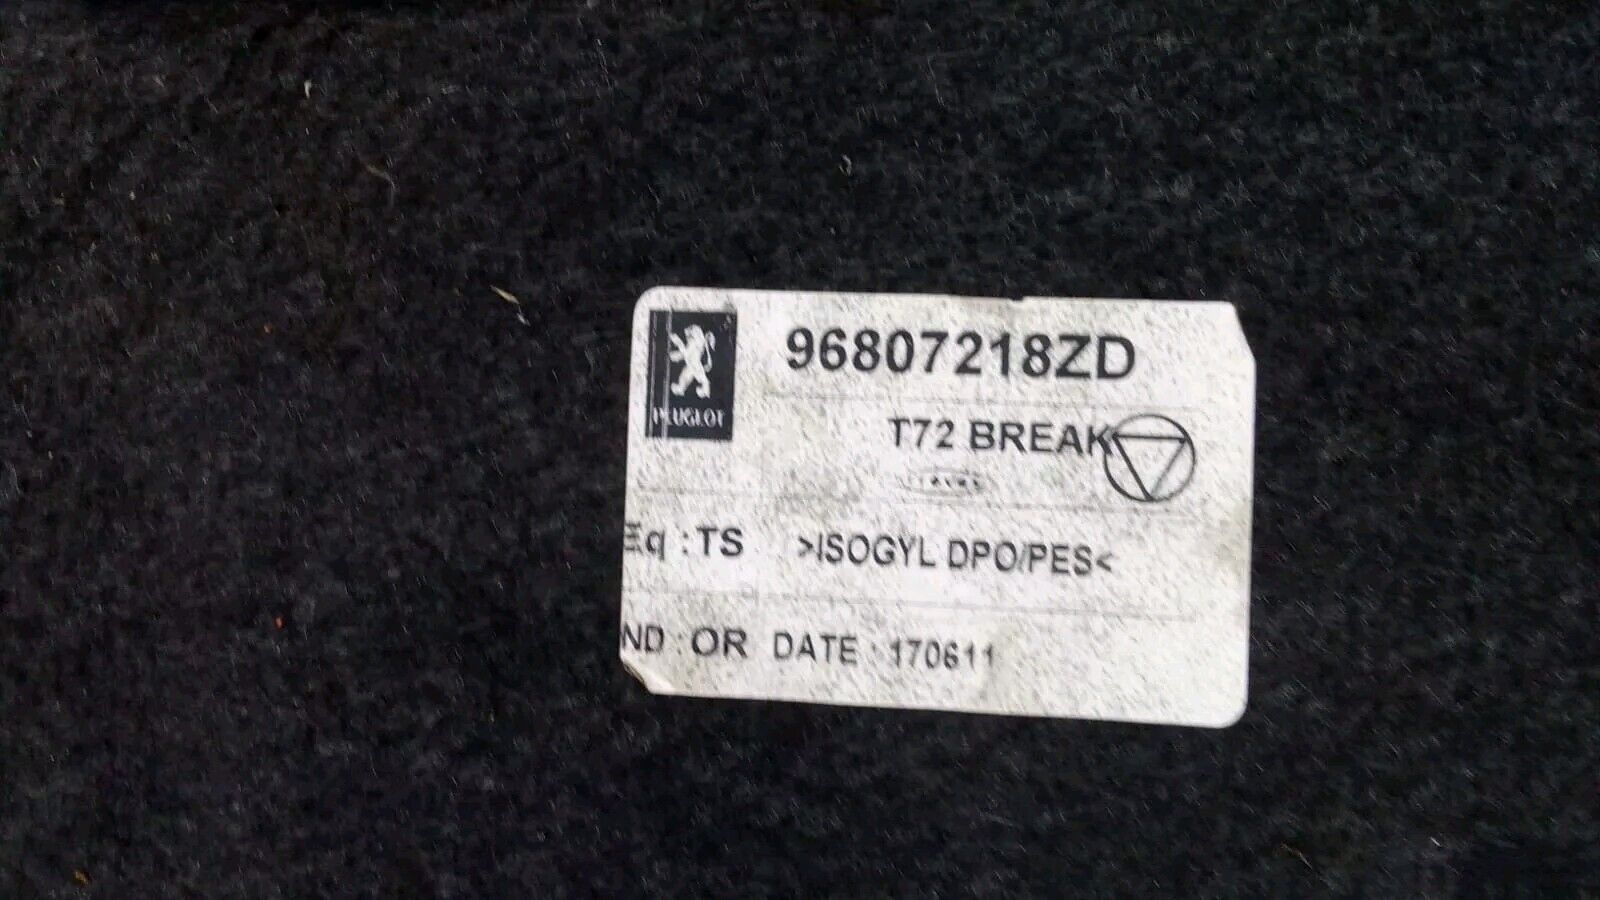 PEUGEOT
96807218ZD
T72 BREAK
Eq : TS >ISOGYL DPO/PES<
ND : OR DATE : 170611